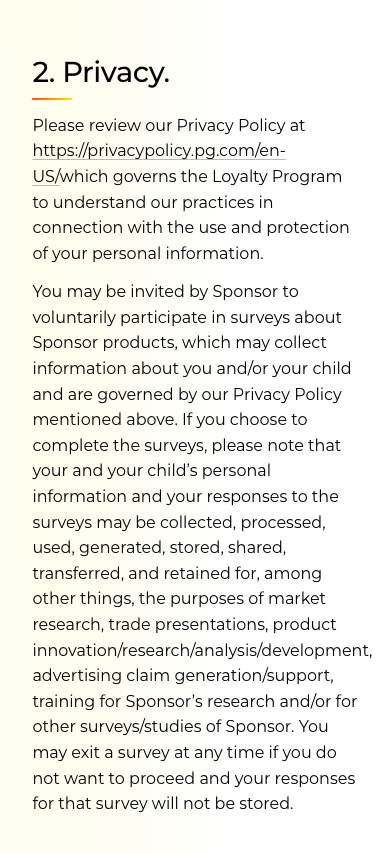 2. Privacy.
Please review our Privacy Policy at
https://privacypolicy.pg.com/en-
US/which governs the Loyalty Program
to understand our practices in
connection with the use and protection
of your personal information.
You may be invited by Sponsor to
voluntarily participate in surveys about
Sponsor products, which may collect
information about you and/or your child
and are governed by our Privacy Policy
mentioned above. If you choose to
complete the surveys, please note that
your and your child’s personal
information and your responses to the
surveys may be collected, processed,
used, generated, stored, shared,
transferred, and retained for, among
other things, the purposes of market
research, trade presentations, product
innovation/research/analysis/development,
advertising claim generation/support,
training for Sponsor’s research and/or for
other surveys/studies of Sponsor. You
may exit a survey at any time if you do
not want to proceed and your responses
for that survey will not be stored.